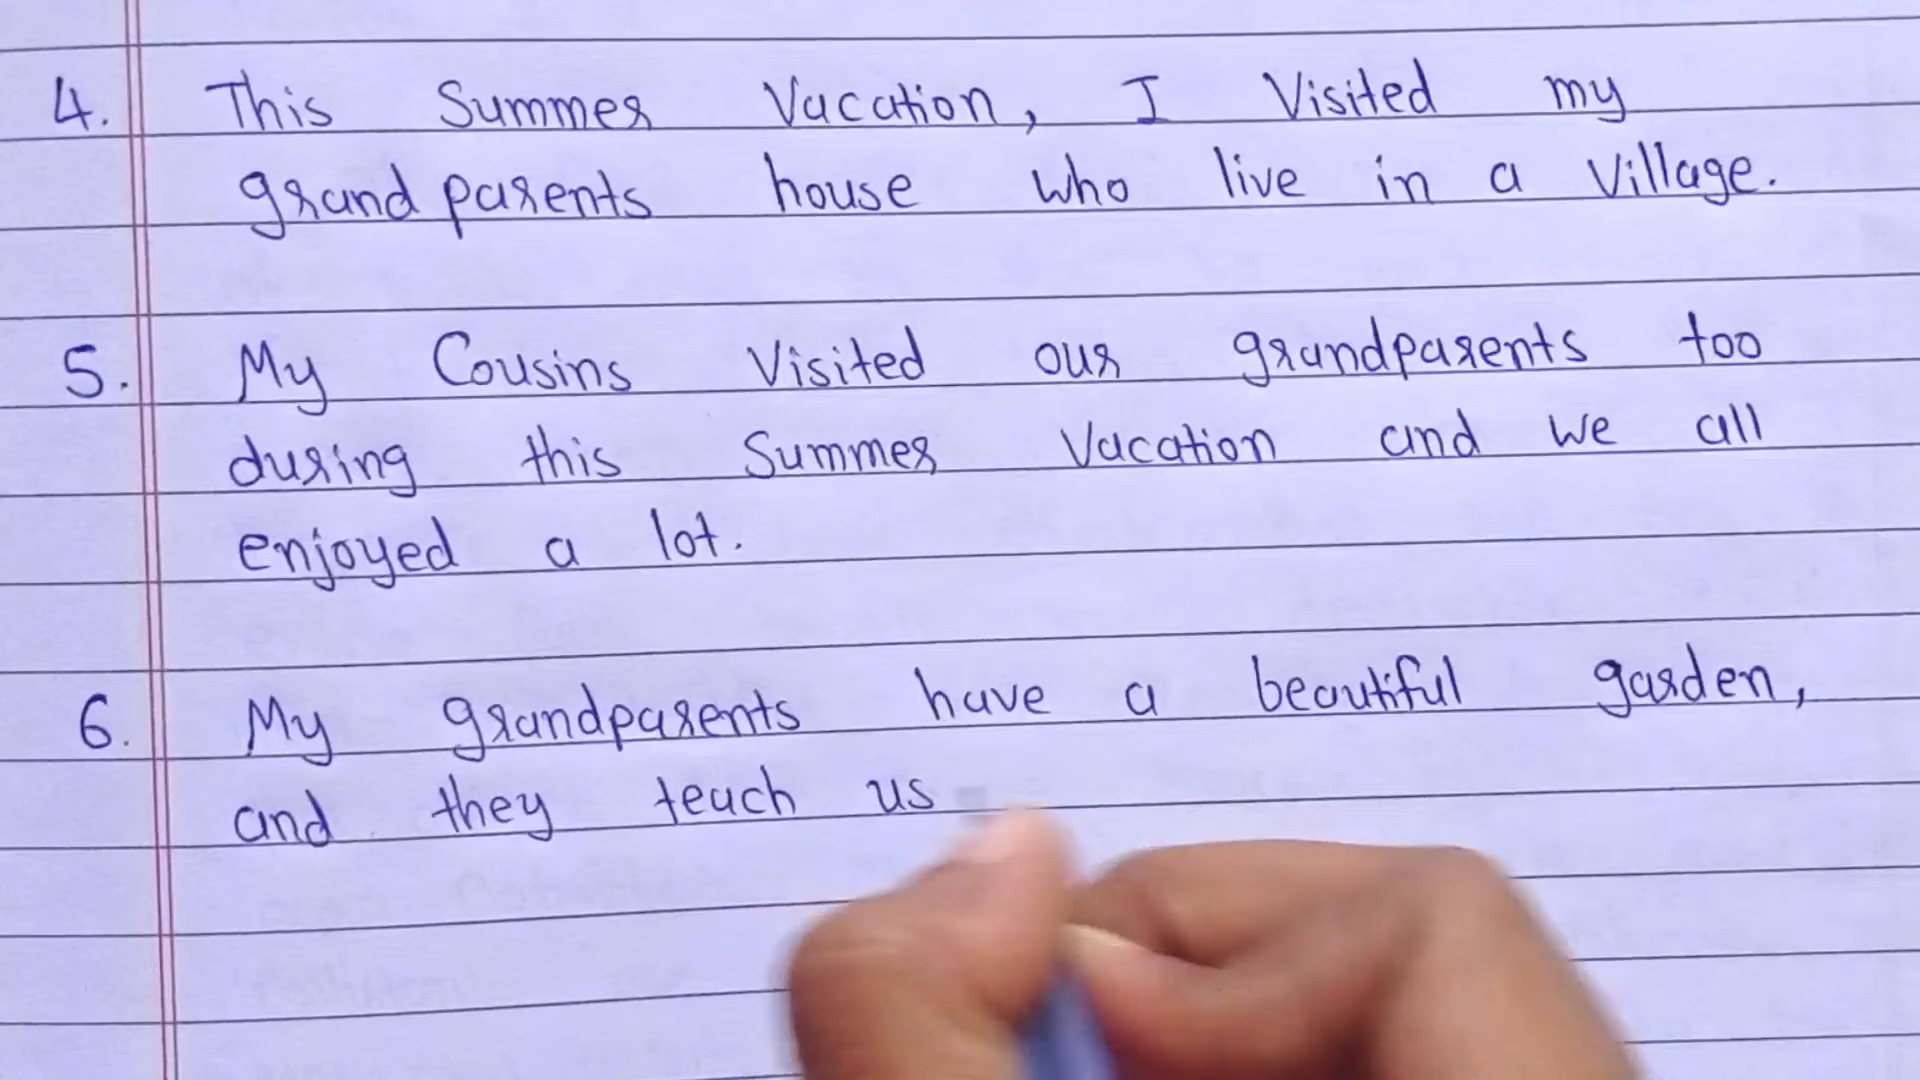 4. This Summer Vacation, I Visited my
grand parents house who live in a Village.
5. My Cousins Visited our grandparents too
during this Summer Vacation and we all
enjoyed a lot.
6. My grandparents have a beautiful garden,
and they teach us